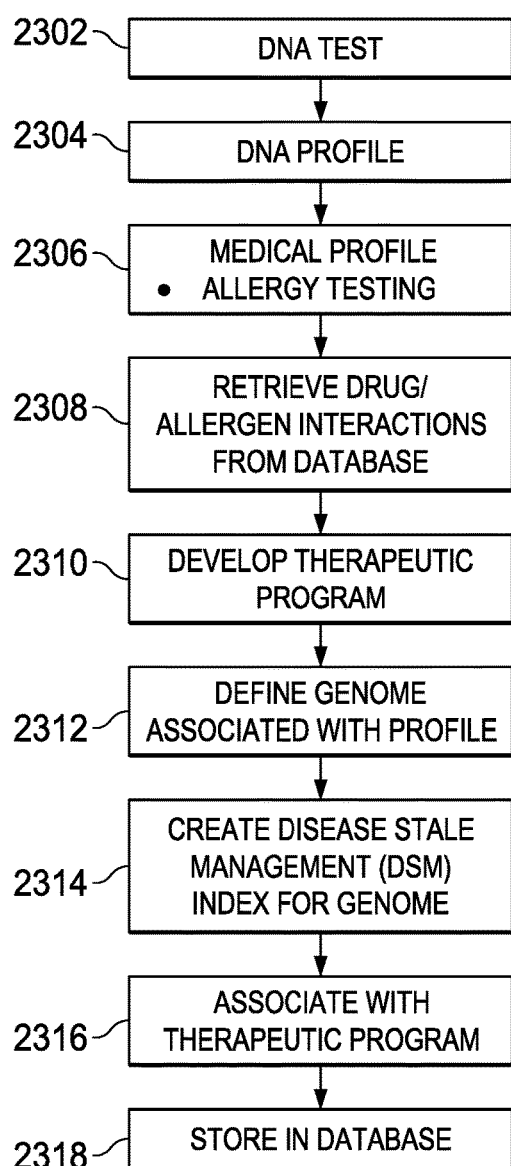 2302
DNA TEST
2304
DNA PROFILE
2306
MEDICAL PROFILE
• ALLERGY TESTING
2308
RETRIEVE DRUG/
ALLERGEN INTERACTIONS
FROM DATABASE
2310
DEVELOP THERAPEUTIC
PROGRAM
2312
DEFINE GENOME
ASSOCIATED WITH PROFILE
2314
CREATE DISEASE STALE
MANAGEMENT (DSM)
INDEX FOR GENOME
2316
ASSOCIATE WITH
THERAPEUTIC PROGRAM
2318
STORE IN DATABASE